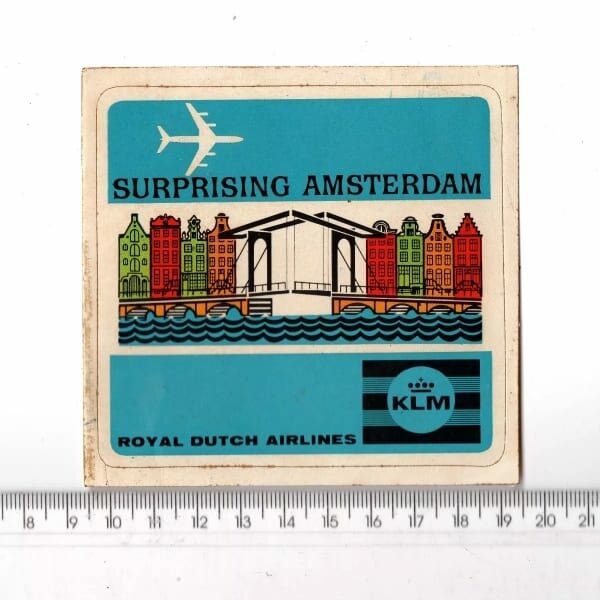 SURPRISING AMSTERDAM
KLM
ROYAL DUTCH AIRLINES
8 9 10 11 12 13 14 15 16 17 18 19 20 21